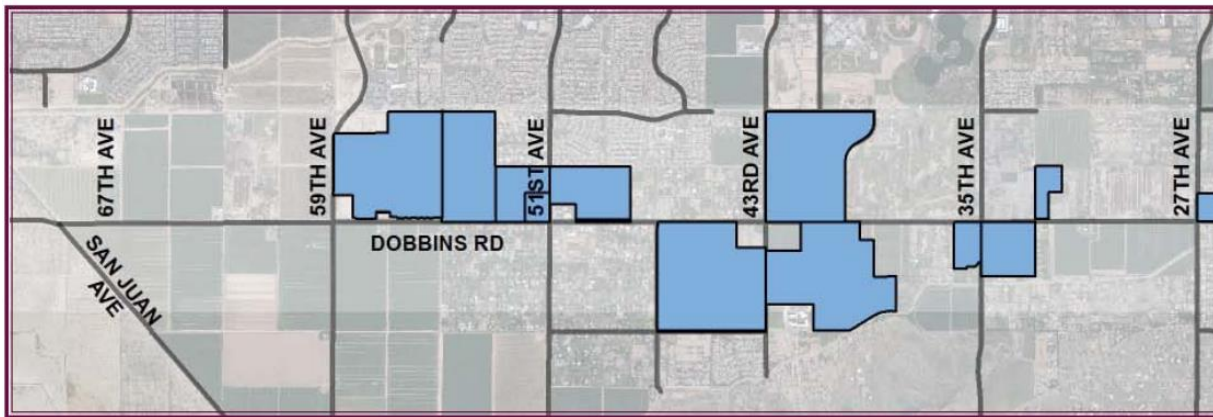 67TH AVE
59TH AVE
51ST AVE
43RD AVE
35TH AVE
27TH AVE
DOBBINS RD
SAN JUAN
AVE